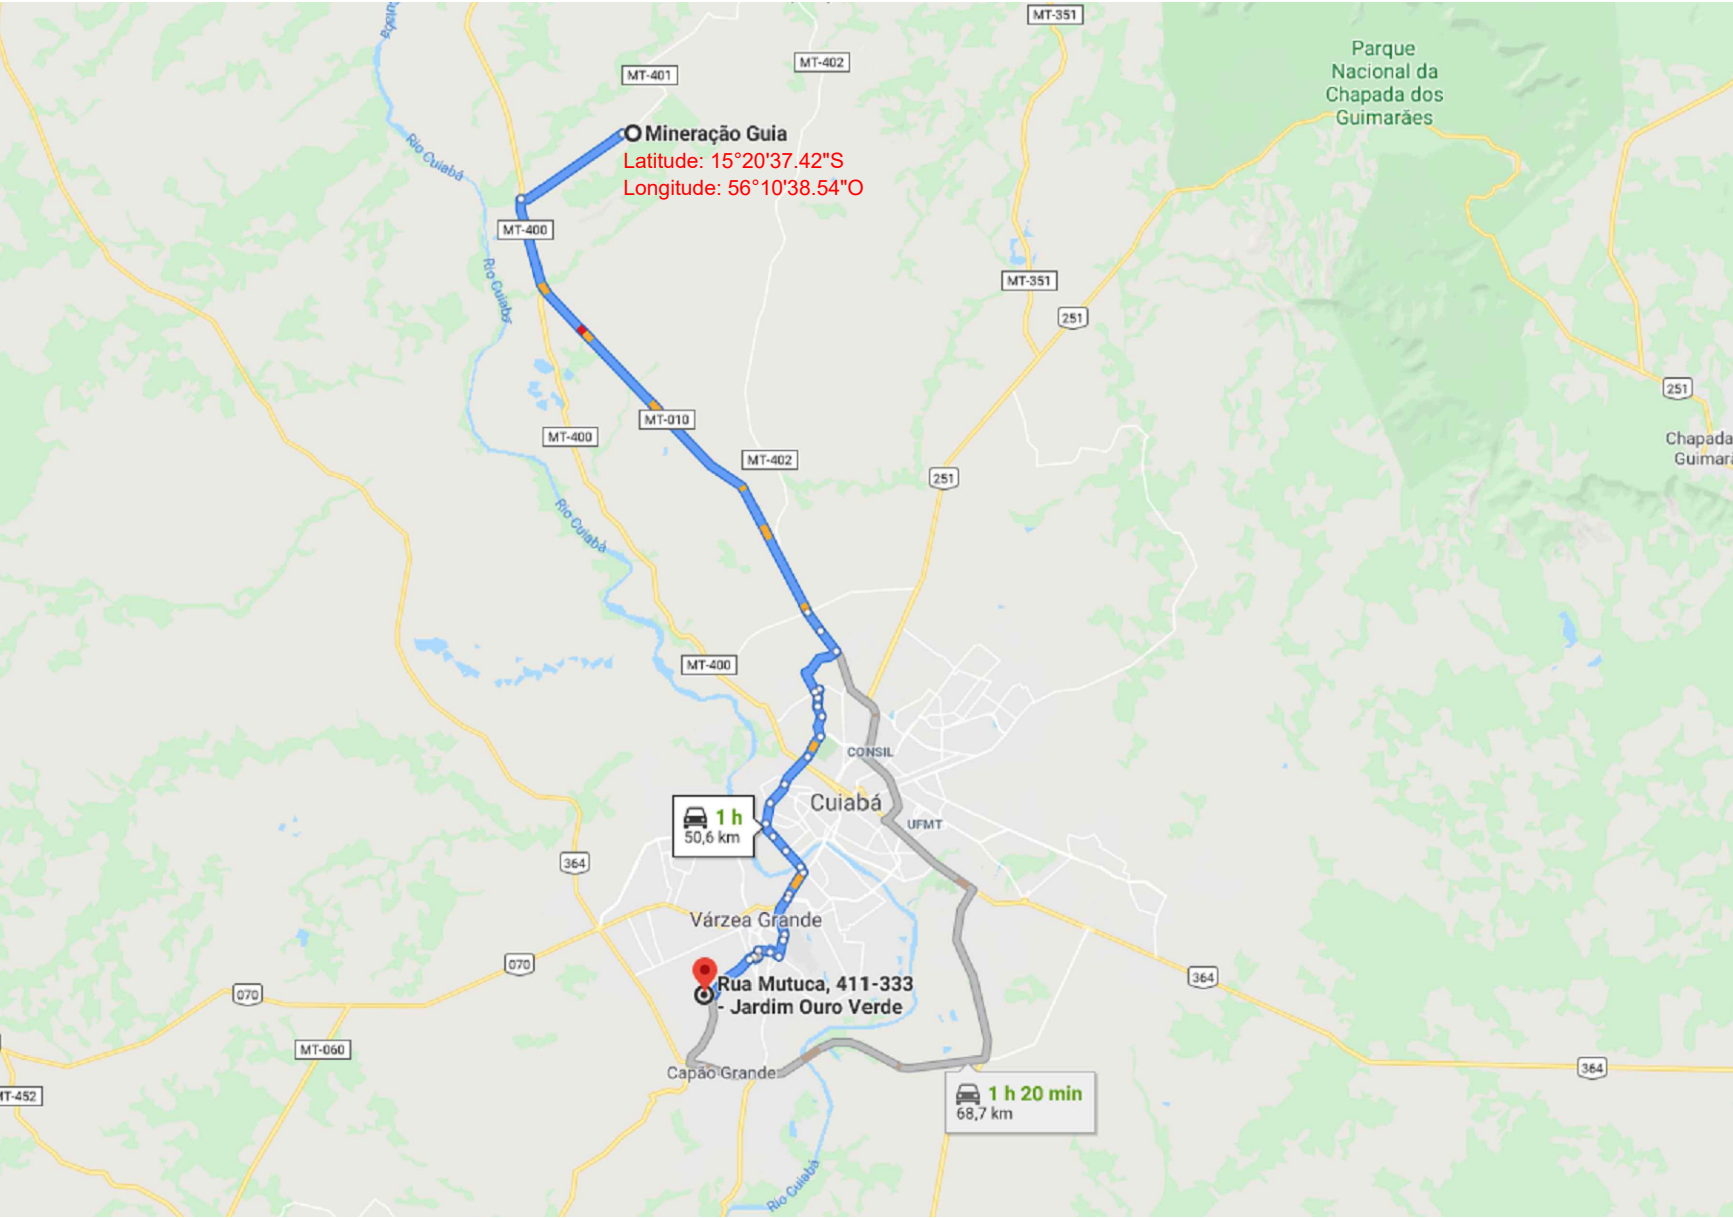 Cuiabá
MT-351
Parque
Nacional da
Chapada dos
Guimarães
MT-402
MT-401
Mineração Guia
Latitude: 15°20'37.42"S
Longitude: 56°10'38.54"O
Rio Cuiabá
MT-400
Rio Cuiabá
MT-351
251
251
MT-010
MT-400
Chapada
Guimar
MT-402
251
Rio Cuiabá
MT-400
CONSIL
Cuiabá
1 h
50,6 km
UFMT
364
Várzea Grande
070
364
070
Rua Mutuca, 411-333
- Jardim Ouro Verde
MT-060
Capão Grande
364
MT-452
1 h 20 min
68,7 km
Rio Cuiabá